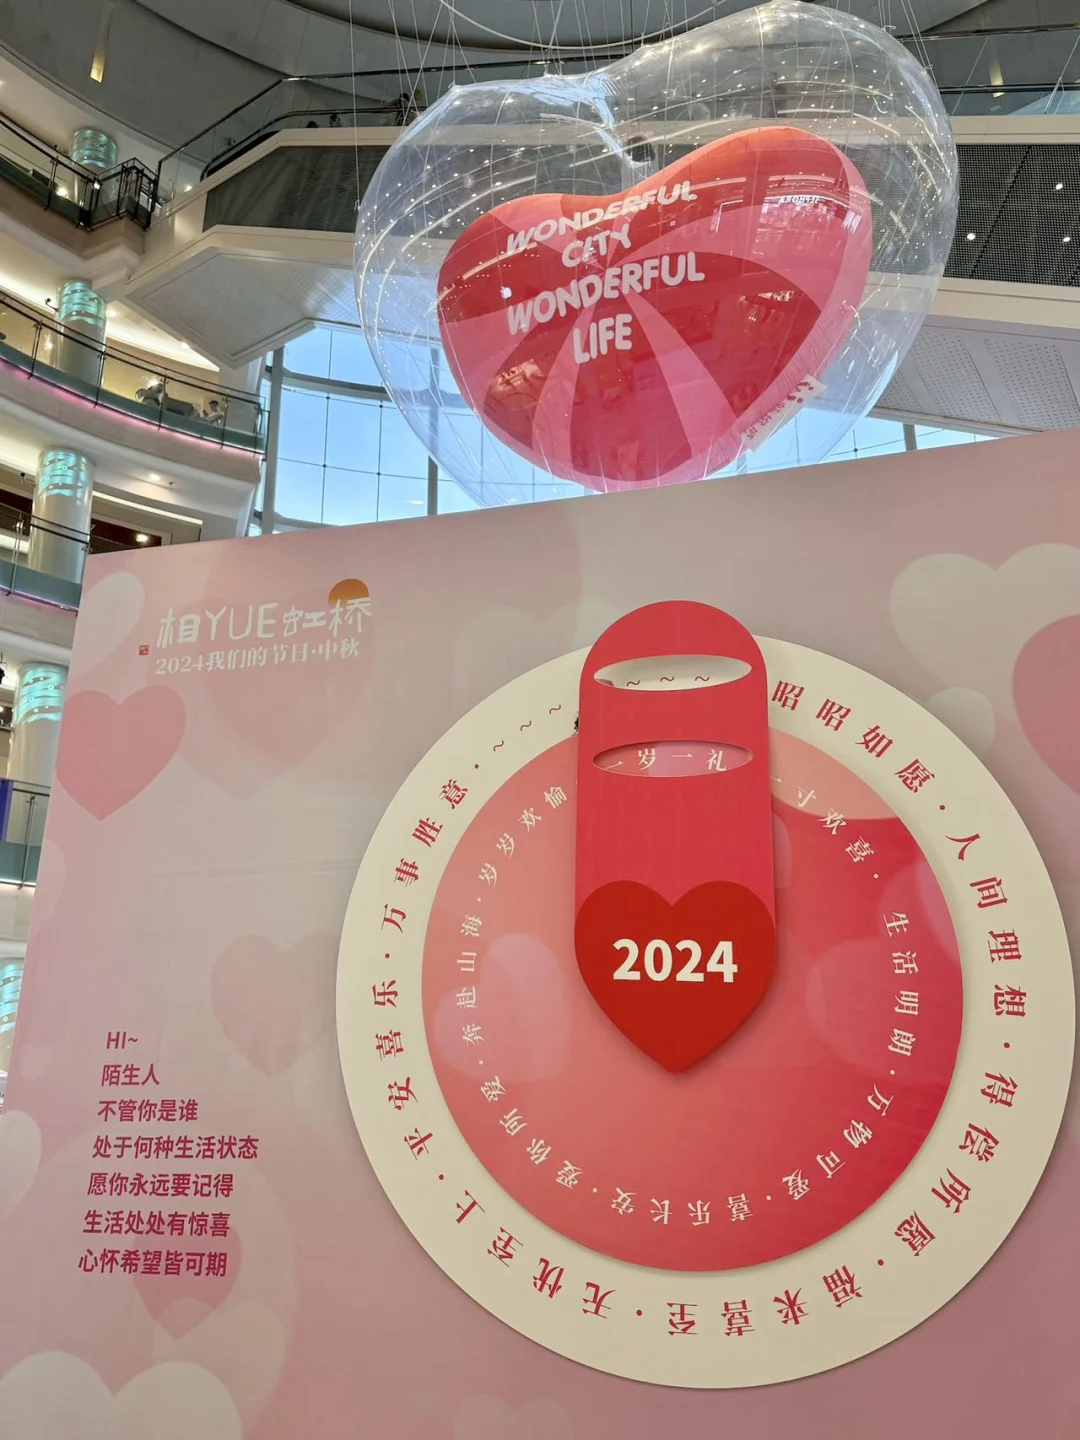 WONDERFUL
CITY
WONDERFUL
LIFE
相YUE虹桥
2024我们的节日·中秋
~ ~ ~
一岁一礼
2024
昭昭如愿·人间理想·得偿所愿·福来喜至·无忧至上·平安喜乐·万事胜意·~~~~
一寸欢喜·生活明朗·万物可爱·喜乐长安·爱你所爱·奔赴山海·岁岁欢愉
HI~
陌生人
不管你是谁
处于何种生活状态
愿你永远要记得
生活处处有惊喜
心怀希望皆可期